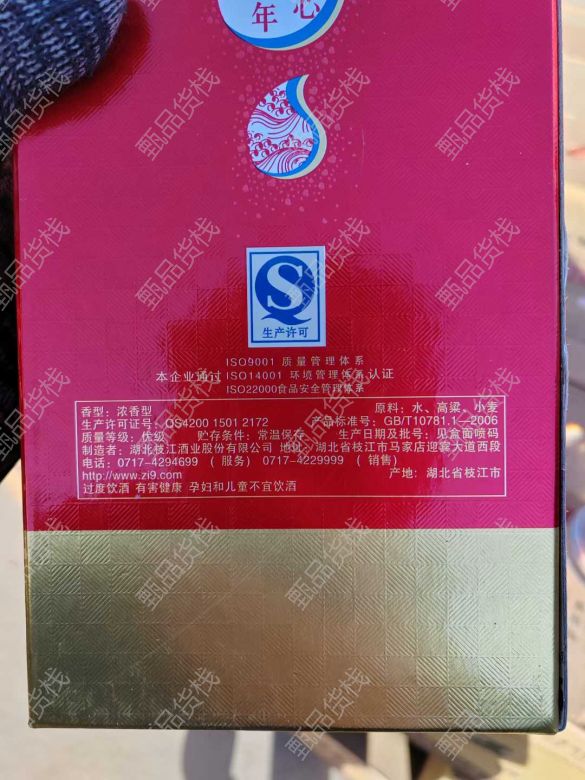 年 心
生产许可
ISO9001 质量管理体系
本企业通过 ISO14001 环境管理体系 认证
ISO22000食品安全管理体系
香型：浓香型 原料：水、高粱、小麦
生产许可证号：QS4200 1501 2172 产品标准号：GB/T10781.1—2006
质量等级：优级 贮存条件：常温保存 生产日期及批号：见盒面喷码
制造者：湖北枝江酒业股份有限公司 地址：湖北省枝江市马家店迎宾大道西段
电话：0717-4294699（服务） 0717-4229999（销售）
http://www.zj9.com 产地：湖北省枝江市
过度饮酒 有害健康 孕妇和儿童不宜饮酒
甄品货栈